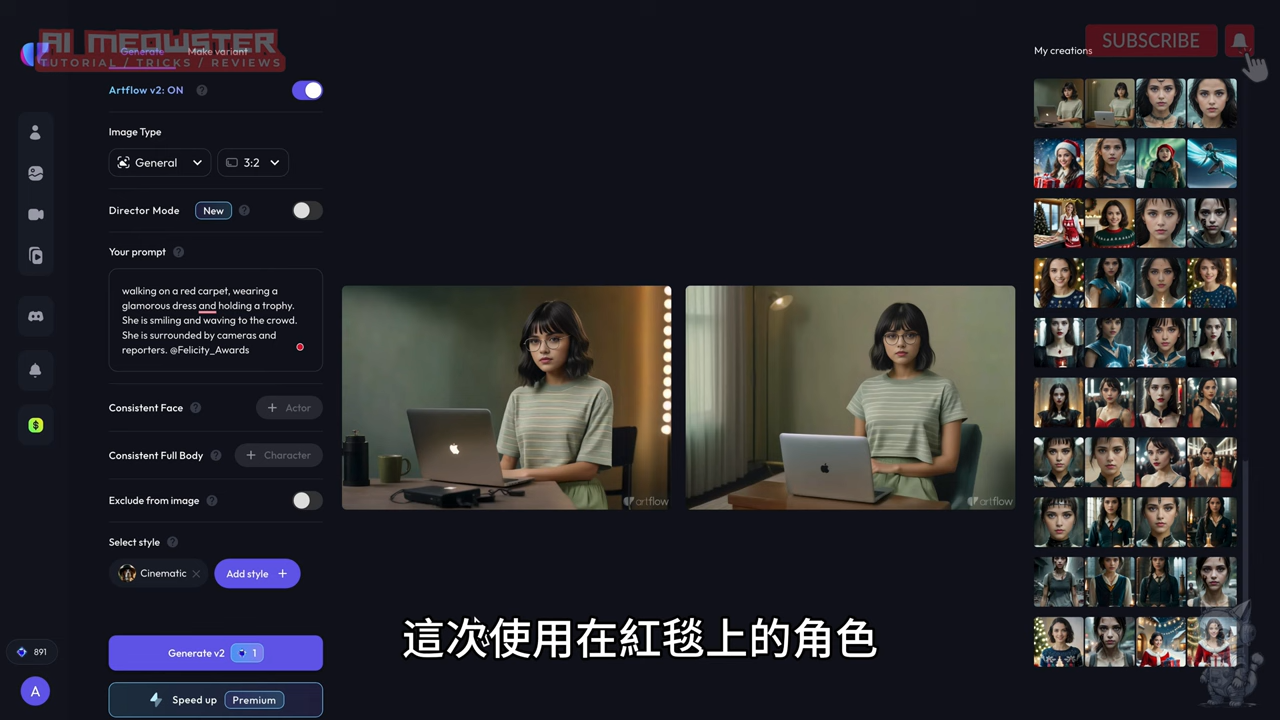 AI MEOWSTER
TUTORIAL / TRICKS / REVIEWS
Generate
Make variant
SUBSCRIBE
My creations
Artflow v2: ON
?
Image Type
General
3:2
Director Mode
New
?
Your prompt
?
walking on a red carpet, wearing a
glamorous dress and holding a trophy.
She is smiling and waving to the crowd.
She is surrounded by cameras and
reporters. @Felicity_Awards
Consistent Face
?
+ Actor
Consistent Full Body
?
+ Character
Exclude from image
?
Select style
?
Cinematic
Add style +
Generate v2
1
Speed up
Premium
891
A
$
artflow
artflow
這次使用在紅毯上的角色